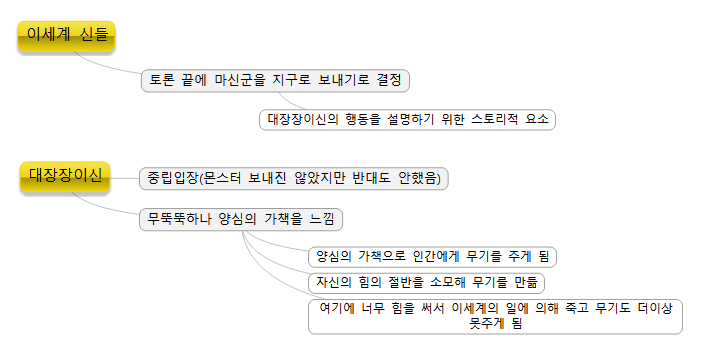 이세계 신들
토론 끝에 마신군을 지구로 보내기로 결정
대장장이신의 행동을 설명하기 위한 스토리적 요소
대장장이신
중립입장(몬스터 보내진 않았지만 반대도 안했음)
무뚝뚝하나 양심의 가책을 느낌
양심의 가책으로 인간에게 무기를 주게 됨
자신의 힘의 절반을 소모해 무기를 만듦
여기에 너무 힘을 써서 이세계의 일에 의해 죽고 무기도 더이상
못주게 됨